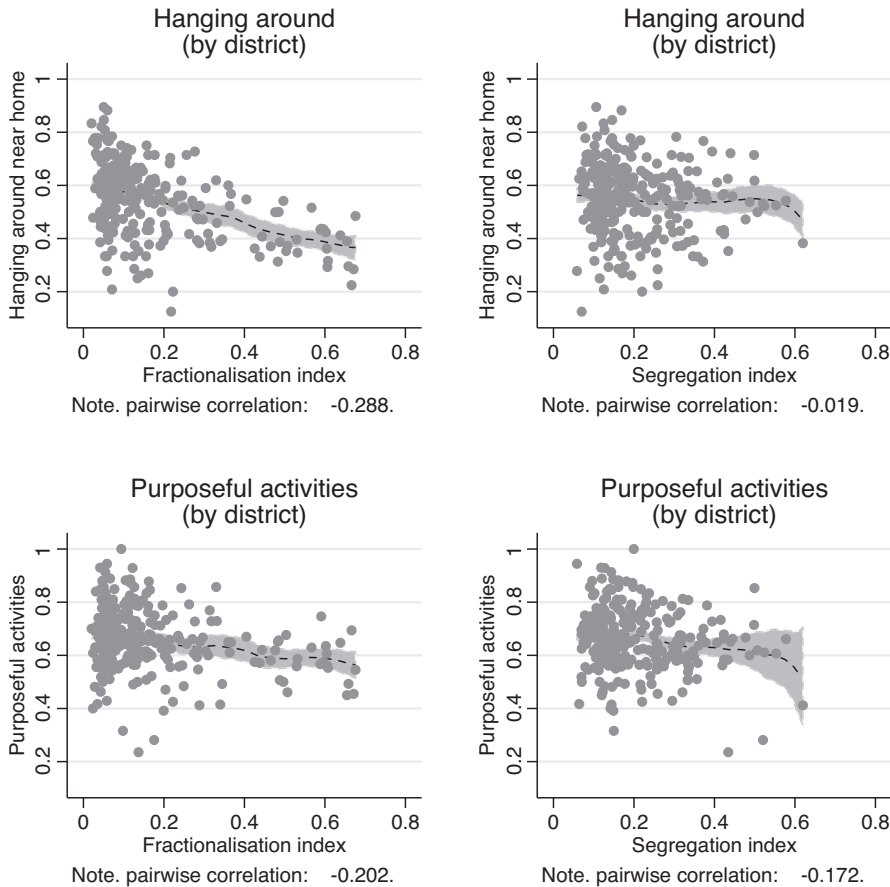 Hanging around
(by district)
Hanging around near home
1
0.8
0.6
0.4
0.2
0 0.2 0.4 0.6 0.8
Fractionalisation index
Note. pairwise correlation: -0.288.
Hanging around
(by district)
Hanging around near home
1
0.8
0.6
0.4
0.2
0 0.2 0.4 0.6 0.8
Segregation index
Note. pairwise correlation: -0.019.
Purposeful activities
(by district)
Purposeful activities
1
0.8
0.6
0.4
0.2
0 0.2 0.4 0.6 0.8
Fractionalisation index
Note. pairwise correlation: -0.202.
Purposeful activities
(by district)
Purposeful activities
1
0.8
0.6
0.4
0.2
0 0.2 0.4 0.6 0.8
Segregation index
Note. pairwise correlation: -0.172.